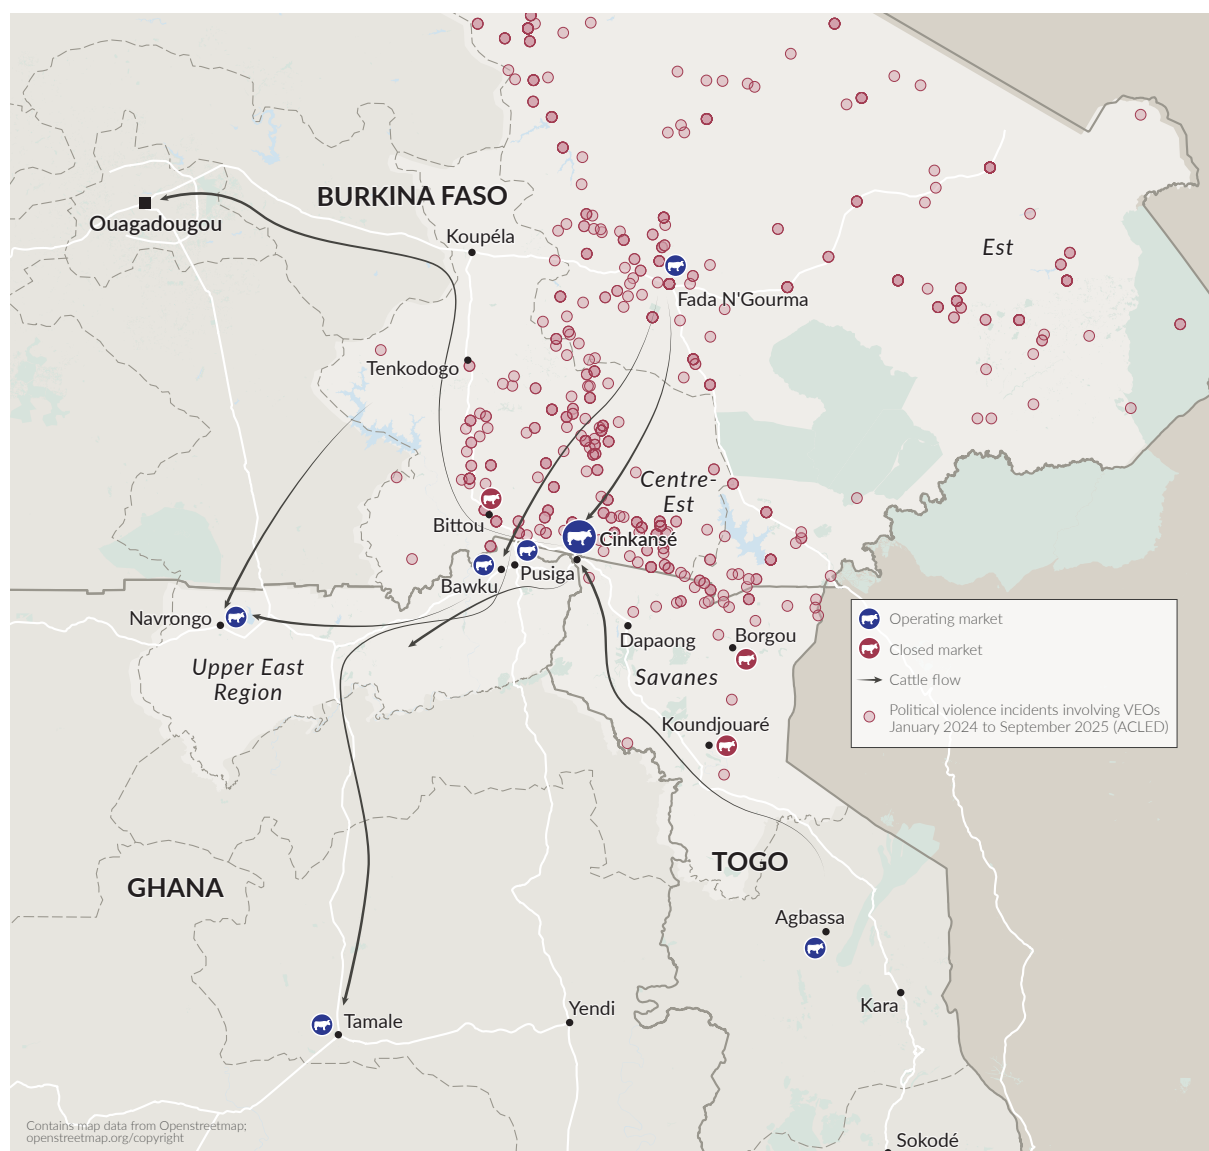 BURKINA FASO
Ouagadougou
Koupéla
Est
Fada N'Gourma
Tenkodogo
Centre-
Est
Bittou
Cinkansé
Pusiga
Bawku
Navrongo
Dapaong
Borgou
Upper East
Region
Savanes
Koundjouaré
Operating market
Closed market
Cattle flow
Political violence incidents involving VEOs
January 2024 to September 2025 (ACLED)
TOGO
GHANA
Agbassa
Kara
Yendi
Tamale
Sokodé
Contains map data from Openstreetmap;
openstreetmap.org/copyright